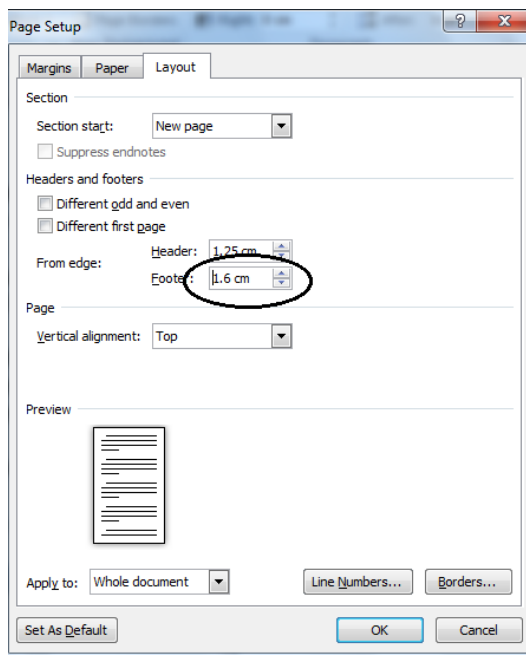 Page Setup
Margins Paper Layout
Section
Section start: New page
Suppress endnotes
Headers and footers
Different odd and even
Different first page
Header: 1,25 cm
From edge:
Footer: 1.6 cm
Page
Vertical alignment: Top
Preview
Apply to: Whole document Line Numbers... Borders...
Set As Default OK Cancel